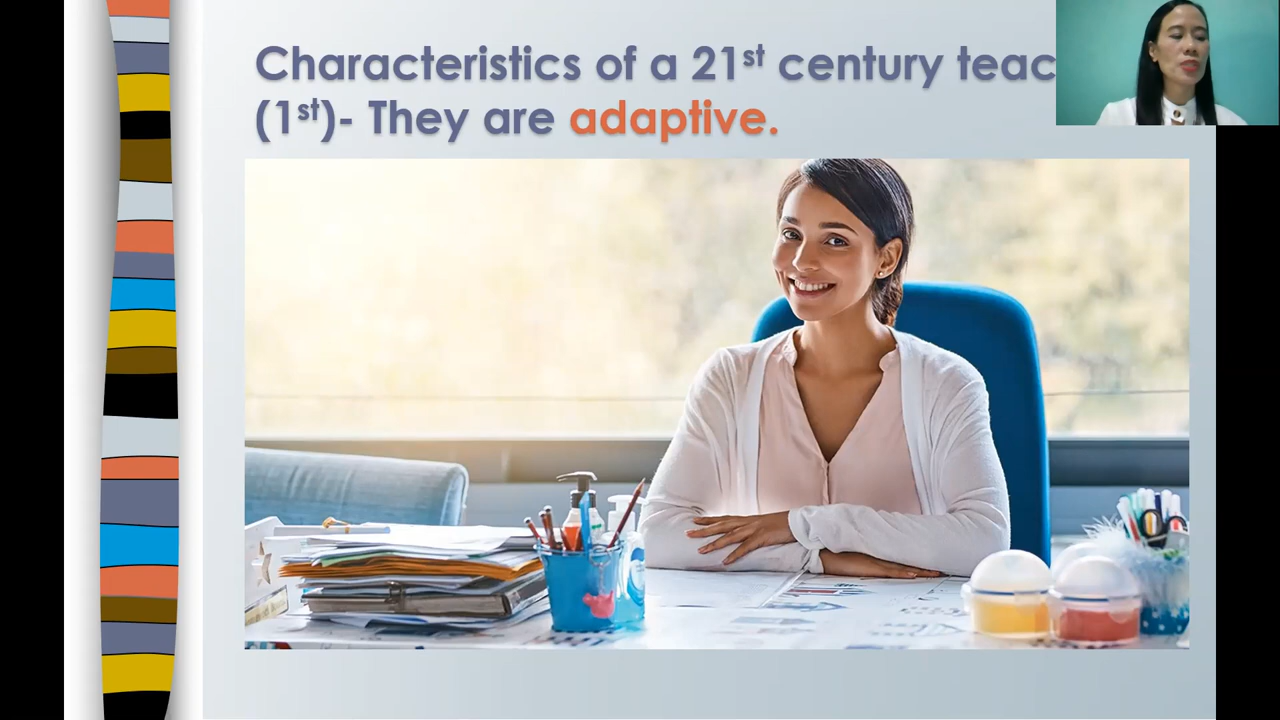 Characteristics of a 21st century teac
(1st)- They are adaptive.